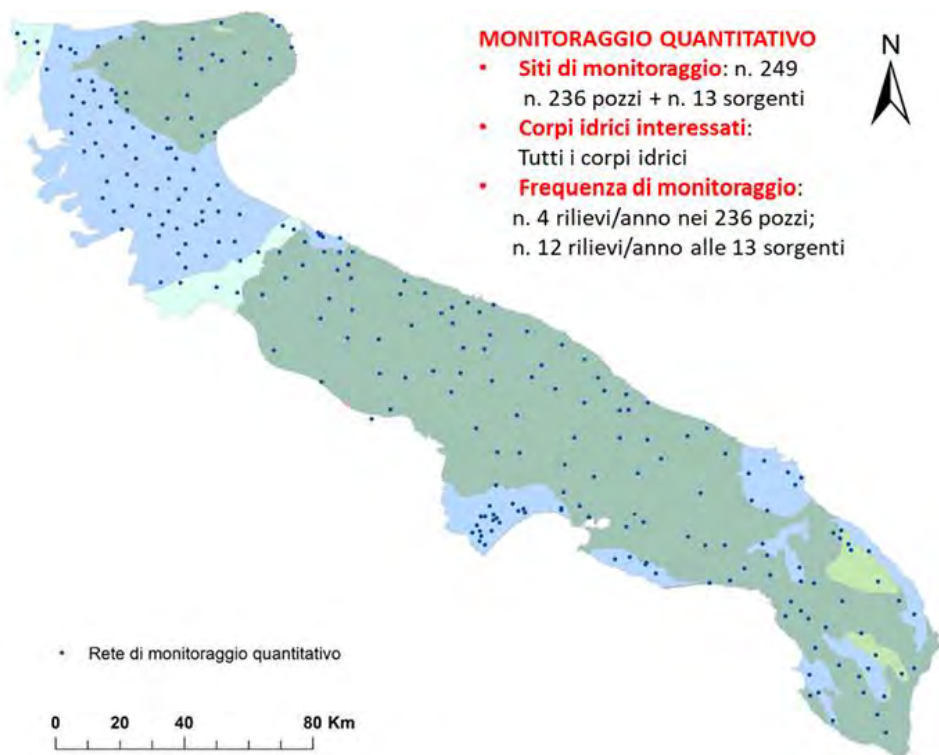 MONITORAGGIO QUANTITATIVO
• Siti di monitoraggio: n. 249
n. 236 pozzi + n. 13 sorgenti
• Corpi idrici interessati:
Tutti i corpi idrici
• Frequenza di monitoraggio:
n. 4 rilievi/anno nei 236 pozzi;
n. 12 rilievi/anno alle 13 sorgenti
N
Rete di monitoraggio quantitativo
0 20 40 80 Km